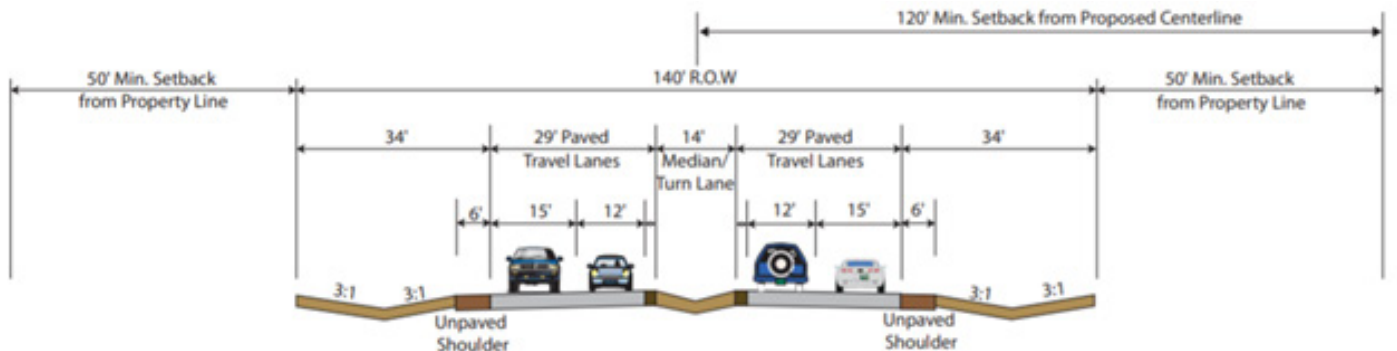 120' Min. Setback from Proposed Centerline
50' Min. Setback
from Property Line
140' R.O.W
50' Min. Setback
from Property Line
34'
29' Paved
Travel Lanes
14'
Median/
Turn Lane
29' Paved
Travel Lanes
34'
6'
15'
12'
12'
15'
6'
3:1
3:1
3:1
3:1
Unpaved
Shoulder
Unpaved
Shoulder